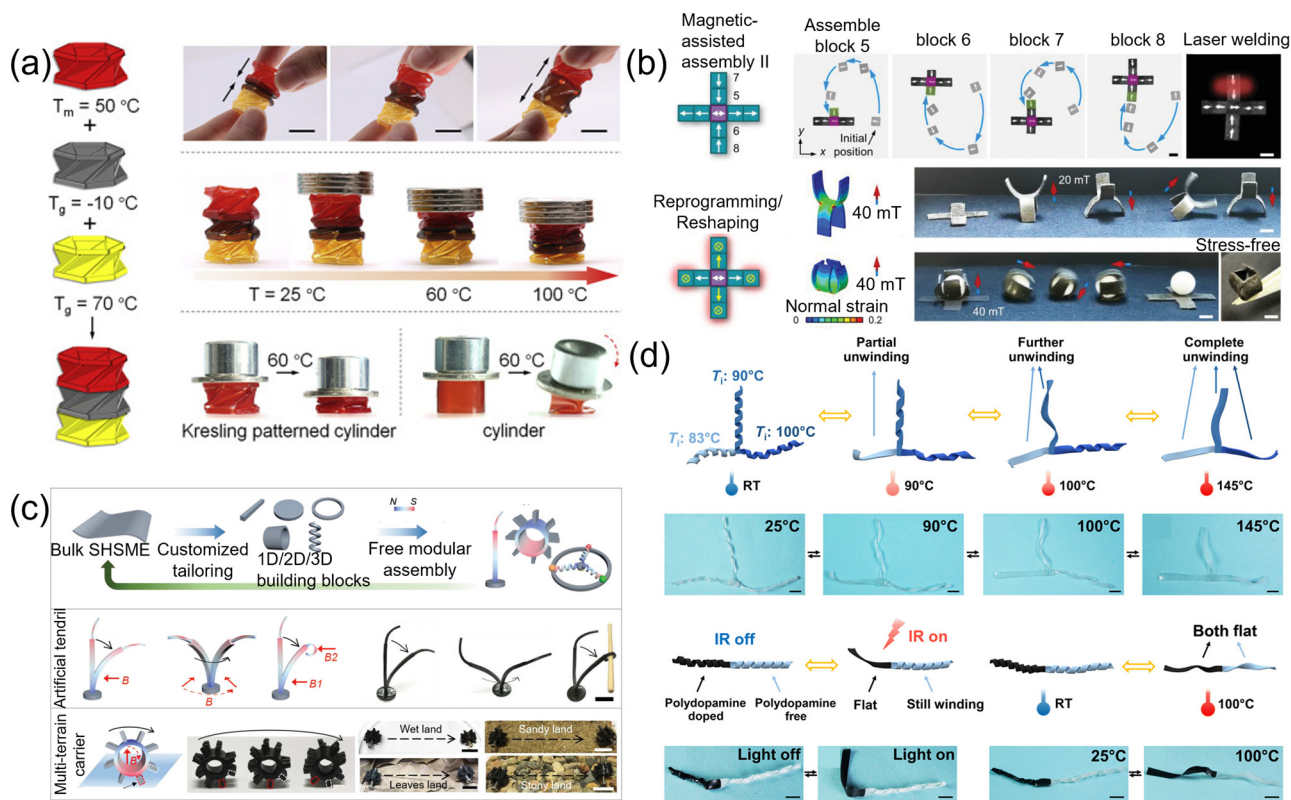 (a)
Tm = 50 °C
+
Tg = -10°C
+
Tg = 70 °C
T = 25 °C
60 °C
100 °C
60 °C
60 °C
Kresling patterned cylinder
cylinder
(b)
Magnetic-
assisted
assembly II
7
5
6
8
Assemble
block 5
block 6
block 7
block 8
Laser welding
y
x
Initial
position
Reprogramming/
Reshaping
40 mT
40 mT
Normal strain
0
0.2
20 mT
Stress-free
40 mT
(c)
Bulk SHSME
Customized
tailoring
1D/2D/3D
building blocks
N S
Free modular
assembly
Artificial tendril
B
B
B1
B2
Multi-terrain
carrier
B
Wet land
Sandy land
Leaves land
Stony land
(d)
Partial
unwinding
Further
unwinding
Complete unwinding
Ti: 90°C
Ti: 83°C
Ti: 100°C
RT
90°C
100°C
145°C
25°C
90°C
100°C
145°C
IR off
IR on
Both flat
Polydopamine
doped
Polydopamine
free
Flat
Still winding
RT
100°C
Light off
Light on
25°C
100°C